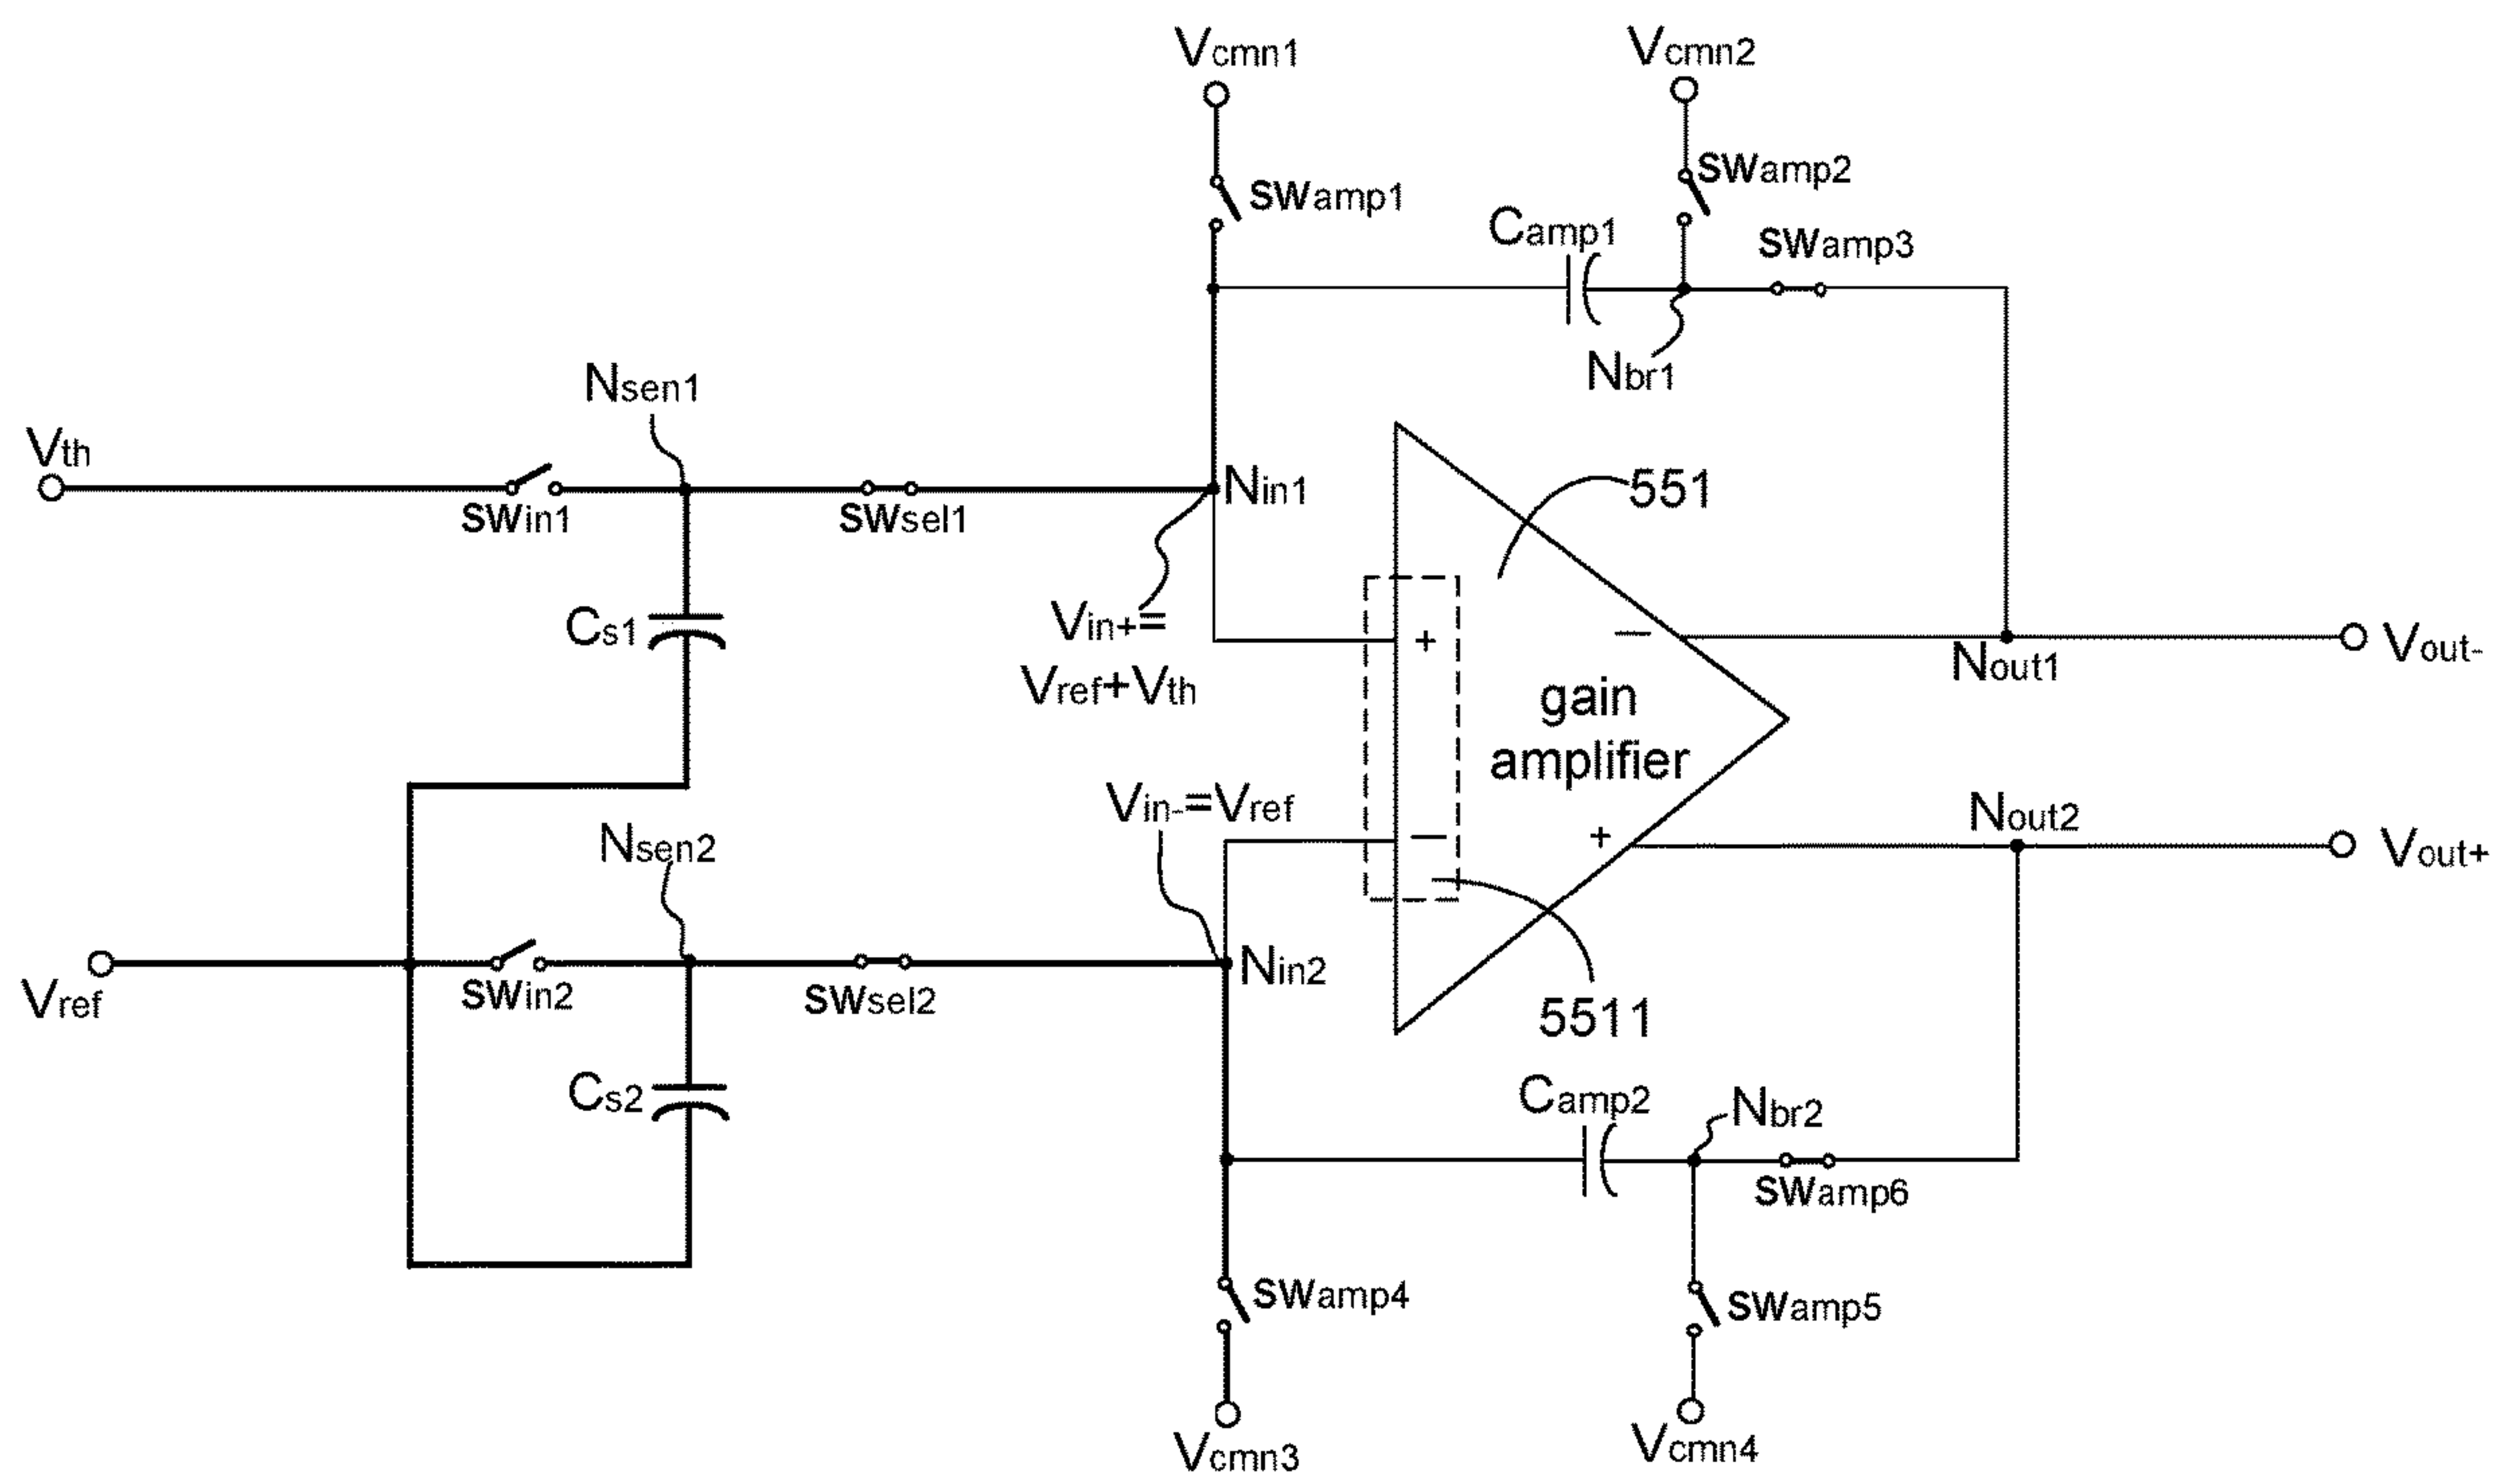 Vcmn1
Vcmn2
SWamp1
SWamp2
Camp1
SWamp3
Nbr1
Nsen1
Vth
SWin1
SWsel1
Nin1
551
Cs1
Vin+=
Vref+Vth
+
—
Vout-
Nout1
gain
amplifier
Vin-=Vref
Nsen2
—
+
Nout2
Vout+
Vref
SWin2
SWsel2
Nin2
5511
Cs2
Camp2
Nbr2
SWamp6
SWamp4
SWamp5
Vcmn3
Vcmn4